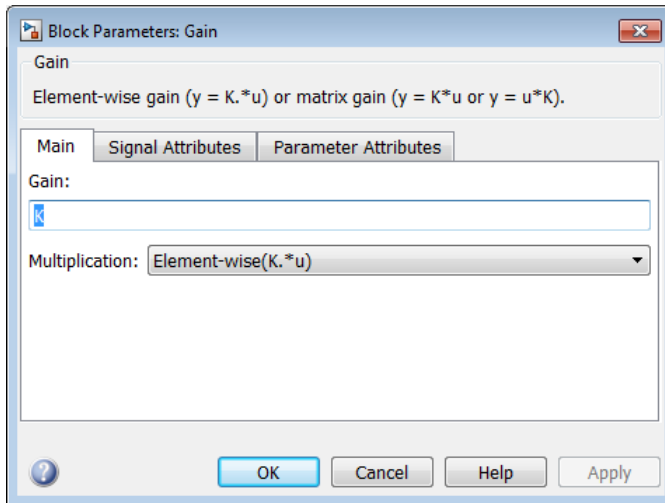 Block Parameters: Gain
Gain
Element-wise gain (y = K.*u) or matrix gain (y = K*u or y = u*K).
Main Signal Attributes Parameter Attributes
Gain:
K
Multiplication: Element-wise(K.*u)
? OK Cancel Help Apply